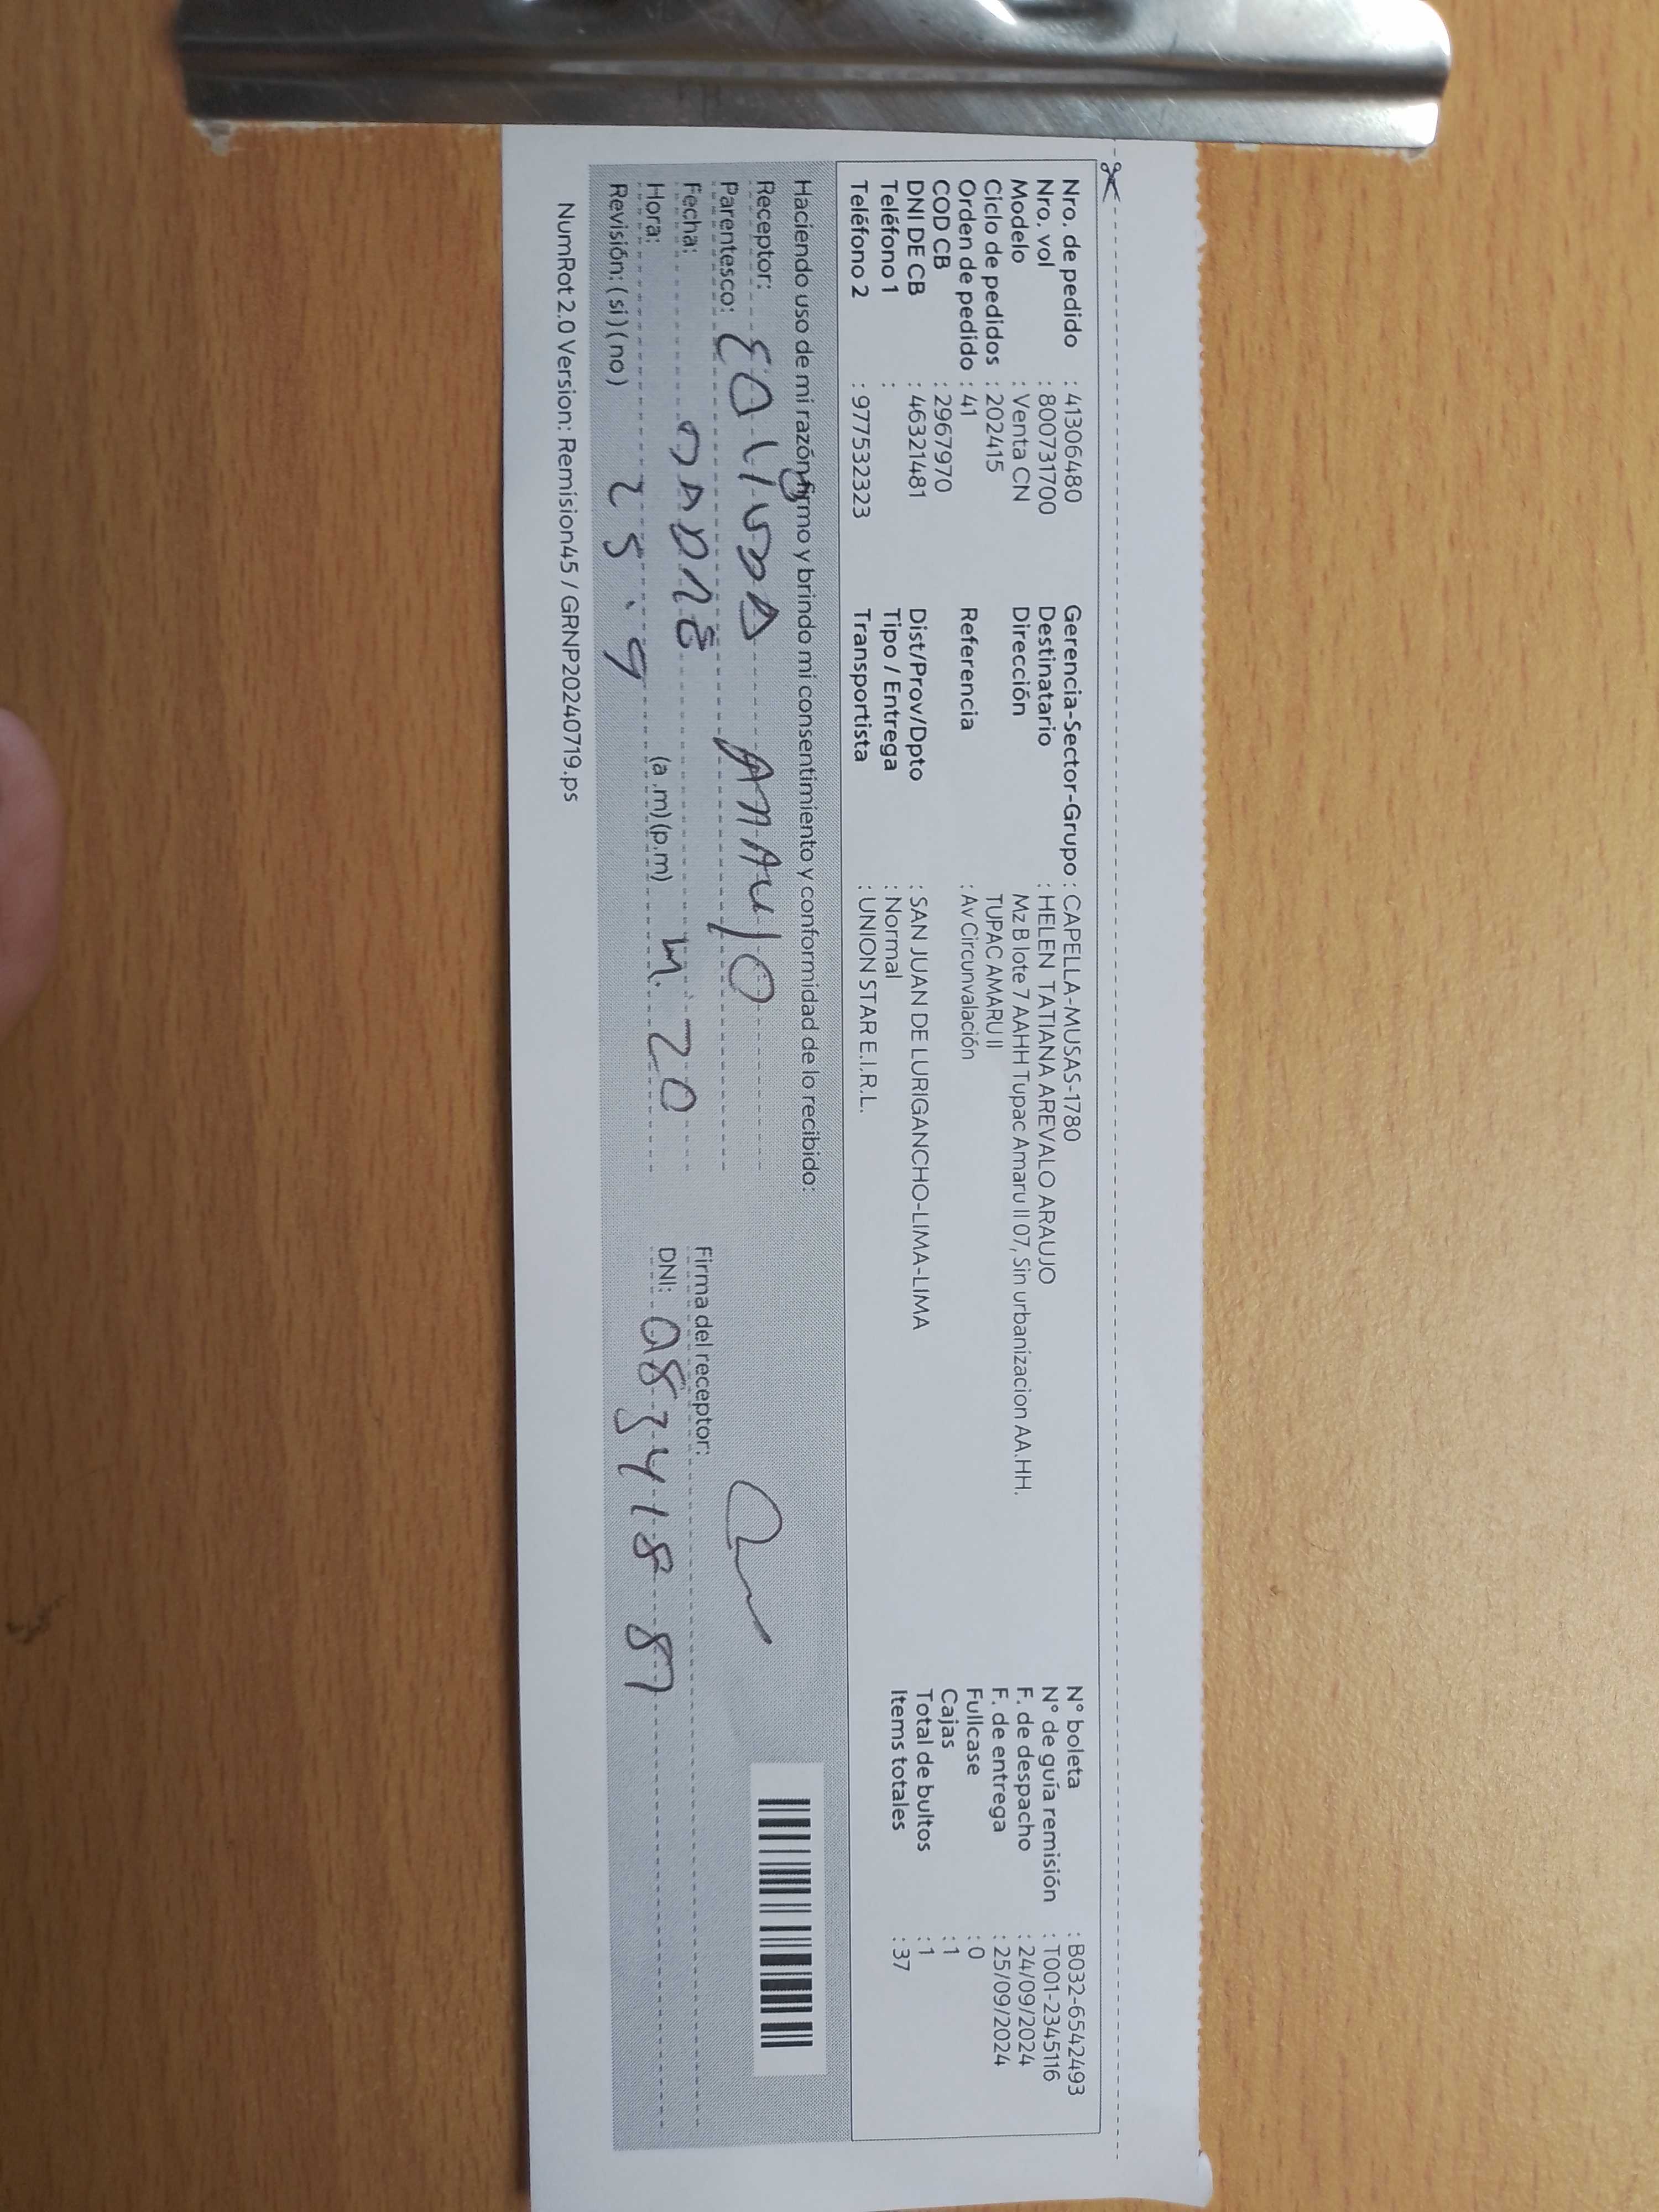 Nro. de pedido : 41306480 Gerencia-Sector-Grupo : CAPELLA-MUSAS-1780 N° boleta : B032-6542493
Nro. vol : 800731700 Destinatario : HELEN TATIANA AREVALO ARAUJO N° de guía remisión : T001-2345116
Modelo : Venta CN Dirección Mz B lote 7 AAHH Tupac Amaru II 07, Sin urbanizacion AA.HH. F. de despacho : 24/09/2024
Ciclo de pedidos : 202415 TUPAC AMARU II F. de entrega : 25/09/2024
Orden de pedido : 41 Referencia : Av Circunvalación Fullcase : 0
COD CB : 2967970 Cajas : 1
DNI DE CB : 46321481 Dist/Prov/Dpto : SAN JUAN DE LURIGANCHO-LIMA-LIMA Total de bultos : 1
Teléfono 1 : Tipo / Entrega : Normal Items totales : 37
Teléfono 2 : 977532323 Transportista : UNION STAR E.I.R.L.
Haciendo uso de mi razón firmo y brindo mi consentimiento y conformidad de lo recibido:
Receptor: ARAUJO
Parentesco: MADRE
Fecha: Firma del receptor:
Hora: (a.m)(p.m) 20 DNI:
Revisión: (si)(no) 25.9
NumRot 2.0 Version: Remision45 / GRNP20240719.ps